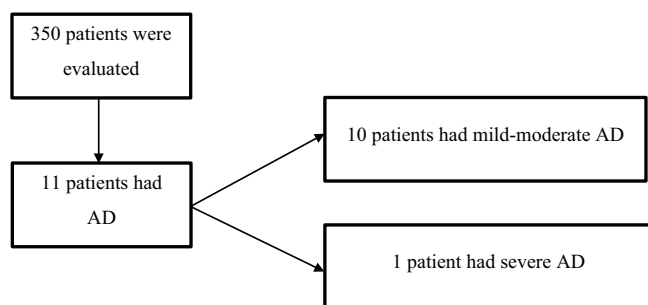 350 patients were
evaluated
10 patients had mild-moderate AD
11 patients had
AD
1 patient had severe AD